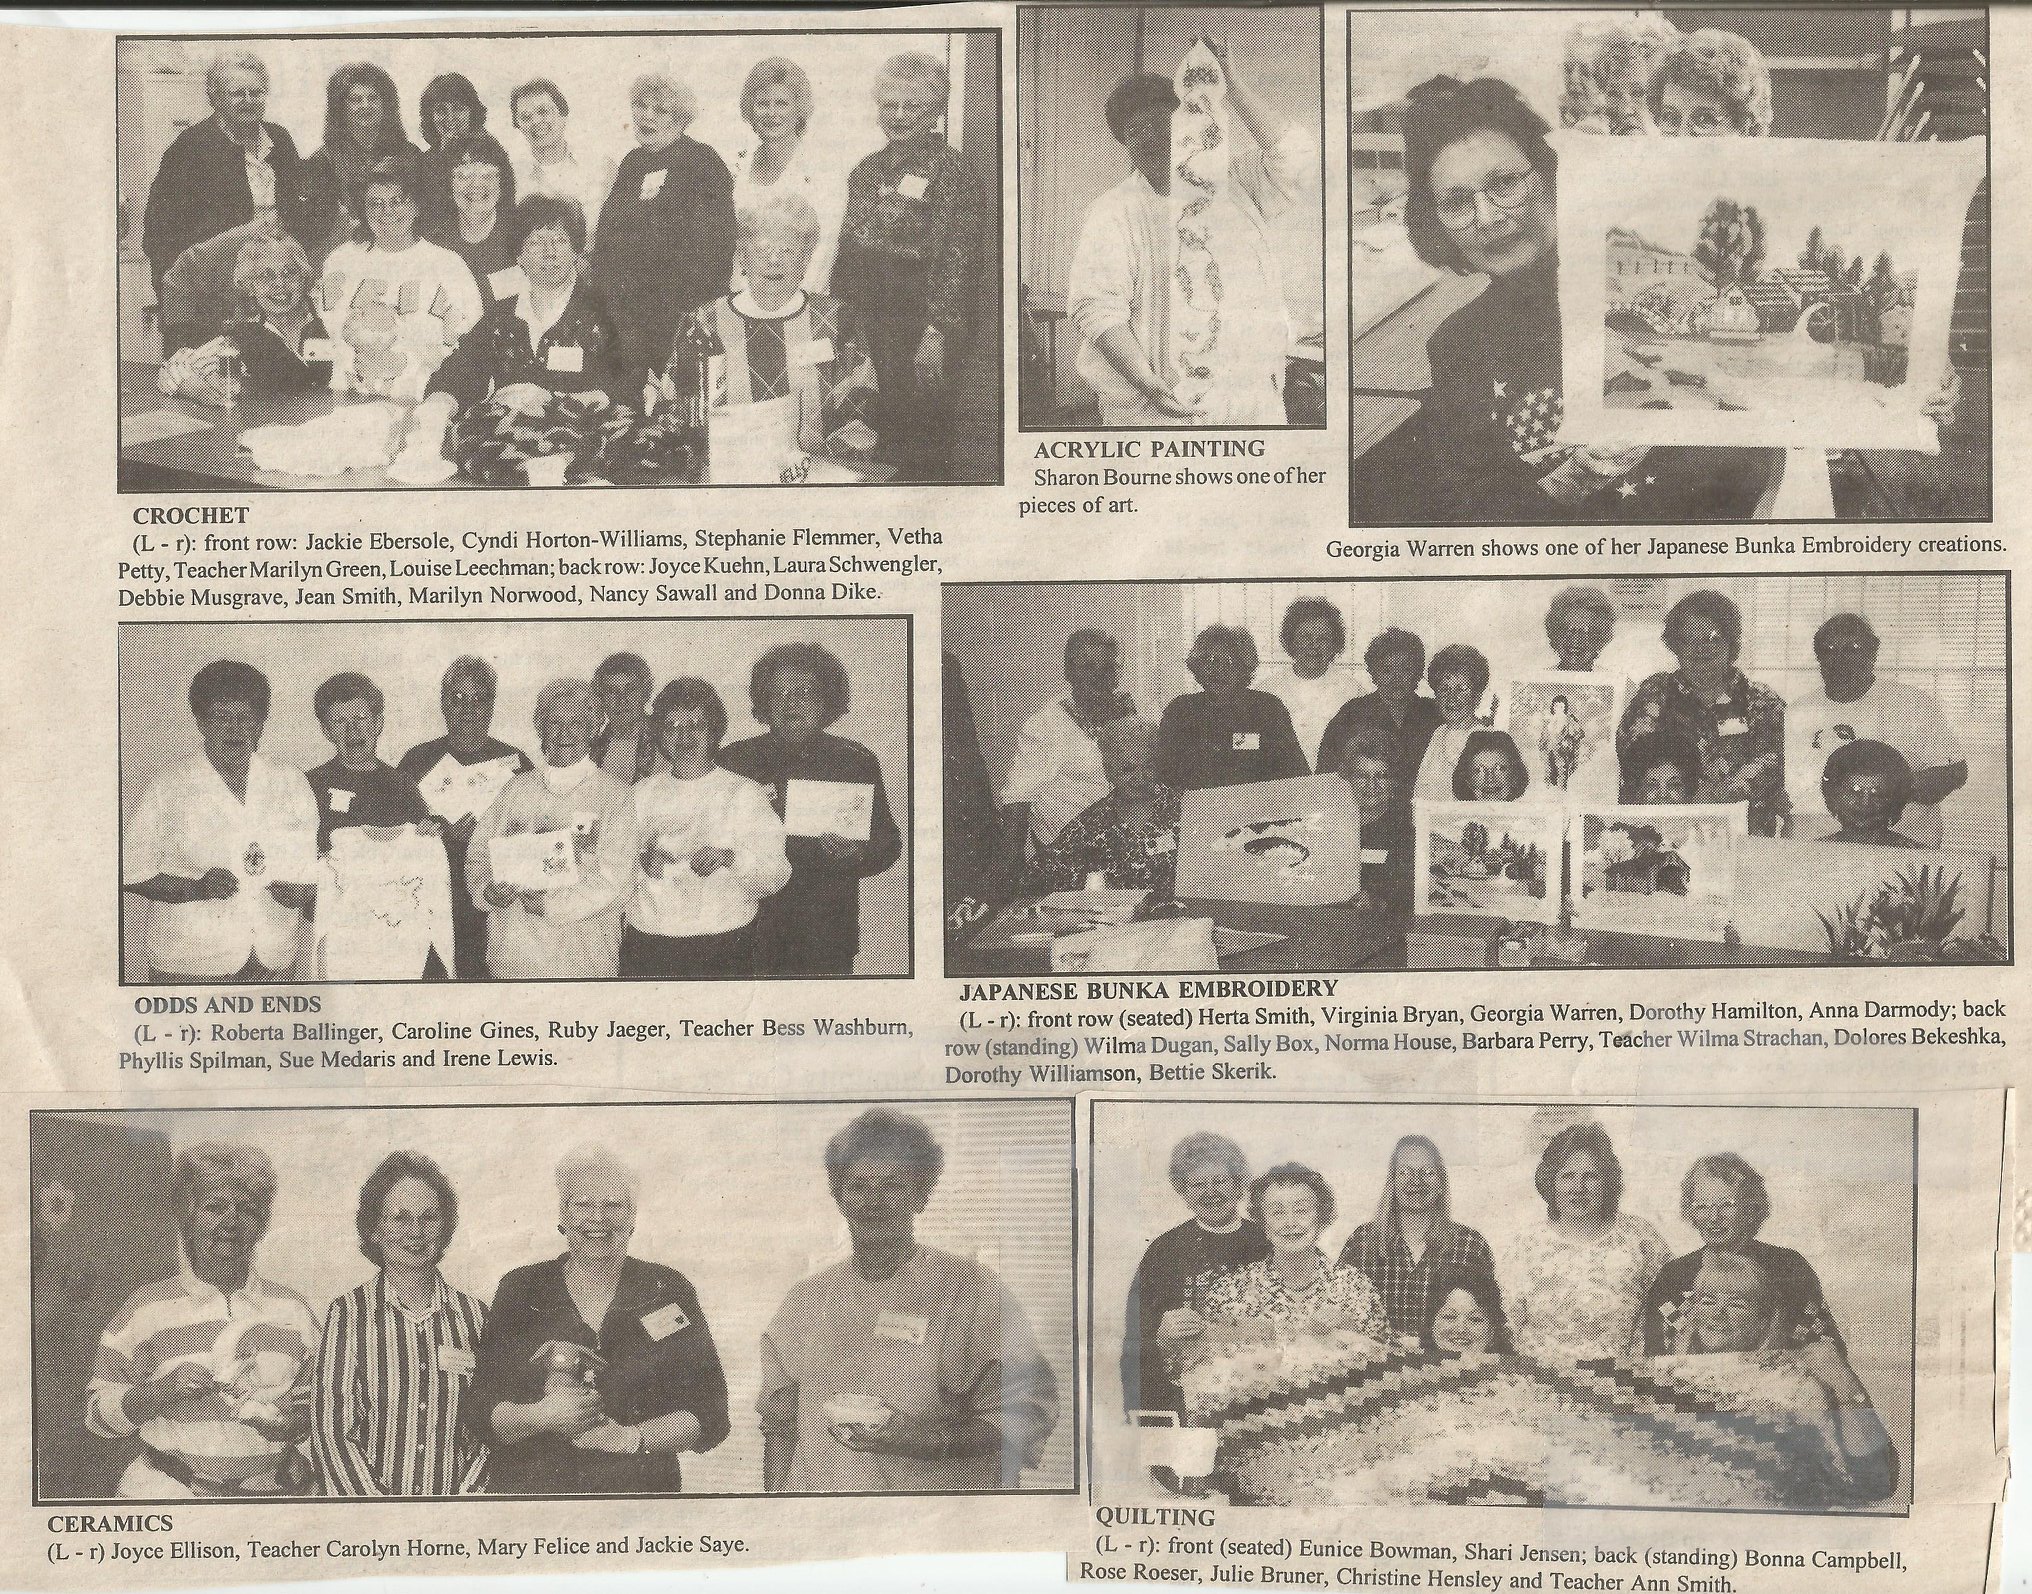 CROCHET
(L - r): front row: Jackie Ebersole, Cyndi Horton-Williams, Stephanie Flemmer, Vetha
Petty, Teacher Marilyn Green, Louise Leechman; back row: Joyce Kuehn, Laura Schwengler,
Debbie Musgrave, Jean Smith, Marilyn Norwood, Nancy Sawall and Donna Dike.
ACRYLIC PAINTING
Sharon Bourne shows one of her
pieces of art.
Georgia Warren shows one of her Japanese Bunka Embroidery creations.
ODDS AND ENDS
(L - r): Roberta Ballinger, Caroline Gines, Ruby Jaeger, Teacher Bess Washburn,
Phyllis Spilman, Sue Medaris and Irene Lewis.
JAPANESE BUNKA EMBROIDERY
(L - r): front row (seated) Herta Smith, Virginia Bryan, Georgia Warren, Dorothy Hamilton, Anna Darmody; back
row (standing) Wilma Dugan, Sally Box, Norma House, Barbara Perry, Teacher Wilma Strachan, Dolores Bekeshka,
Dorothy Williamson, Bettie Skerik.
CERAMICS
(L - r) Joyce Ellison, Teacher Carolyn Horne, Mary Felice and Jackie Saye.
QUILTING
(L - r): front (seated) Eunice Bowman, Shari Jensen; back (standing) Bonna Campbell,
Rose Roeser, Julie Bruner, Christine Hensley and Teacher Ann Smith.